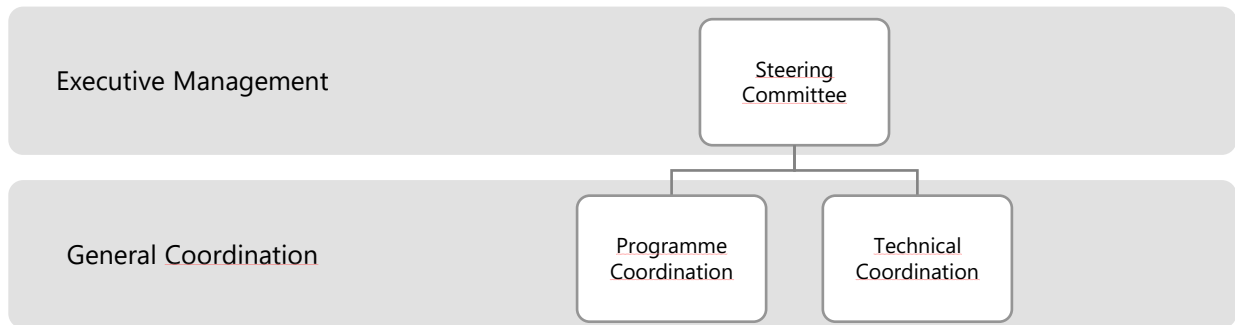 Executive Management
Steering
Committee
General Coordination
Programme
Coordination
Technical
Coordination